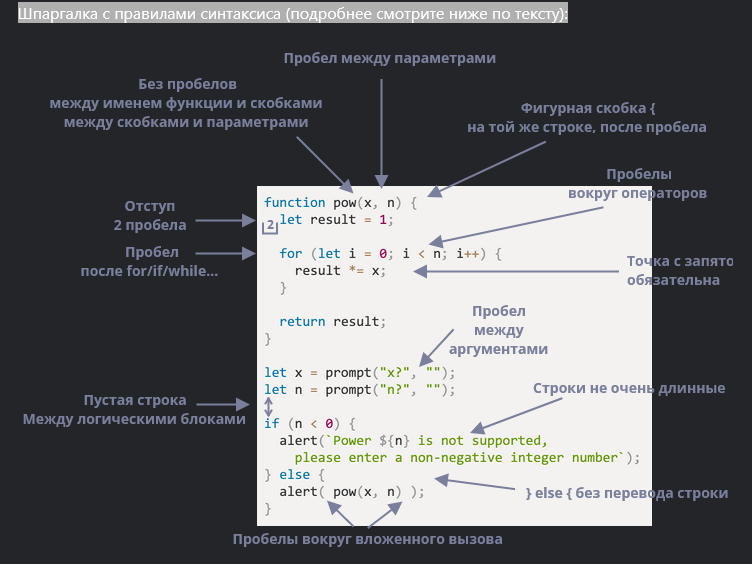 Шпаргалка с правилами синтаксиса (подробнее смотрите ниже по тексту):
Пробел между параметрами
Без пробелов
между именем функции и скобками
между скобками и параметрами
Фигурная скобка {
на той же строке, после пробела
Пробелы
вокруг операторов
Отступ
2 пробела
Пробел
после for/if/while...
Точка с запято
обязательна
function pow(x, n) {
2
let result = 1;
for (let i = 0; i < n; i++) {
result *= x;
}
return result;
}
Пробел
между
аргументами
let x = prompt("x?", "");
let n = prompt("n?", "");
Строки не очень длинные
Пустая строка
Между логическими блоками
if (n < 0) {
alert(`Power ${n} is not supported,
please enter a non-negative integer number`);
} else {
alert( pow(x, n) );
}
} else { без перевода строки
Пробелы вокруг вложенного вызова